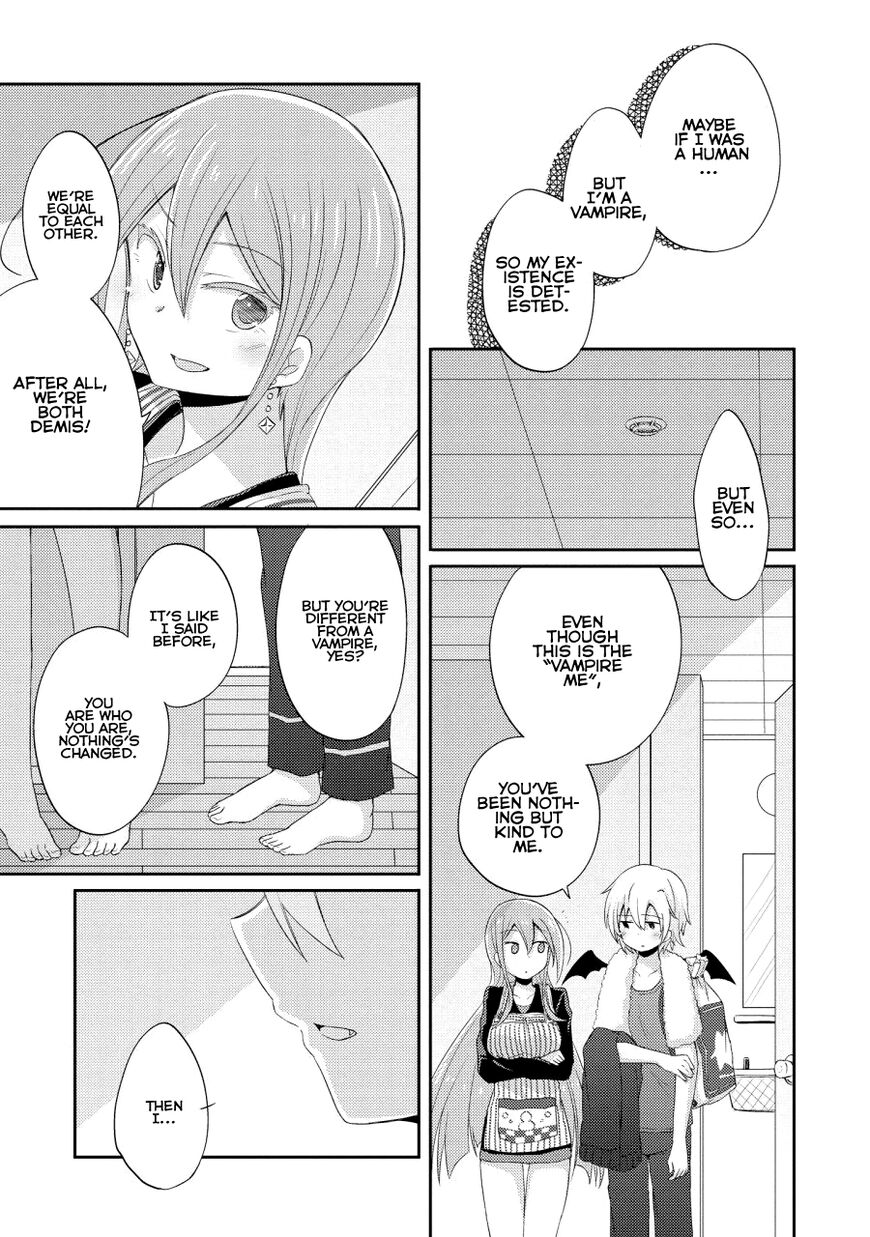 MAYBE
IF I WAS
A HUMAN
...
BUT
I'M A
VAMPIRE,
SO MY EX-
ISTENCE
IS DET-
ESTED.
BUT
EVEN
SO...
EVEN
THOUGH
THIS IS THE
"VAMPIRE
ME",
YOU'VE
BEEN NOTH-
ING BUT
KIND TO
ME.
WE'RE
EQUAL
TO EACH
OTHER.
AFTER ALL,
WE'RE
BOTH
DEMIS!
BUT YOU'RE
DIFFERENT
FROM A
VAMPIRE,
YES?
IT'S LIKE
I SAID
BEFORE,
YOU
ARE WHO
YOU ARE,
NOTHING'S
CHANGED.
THEN
I...